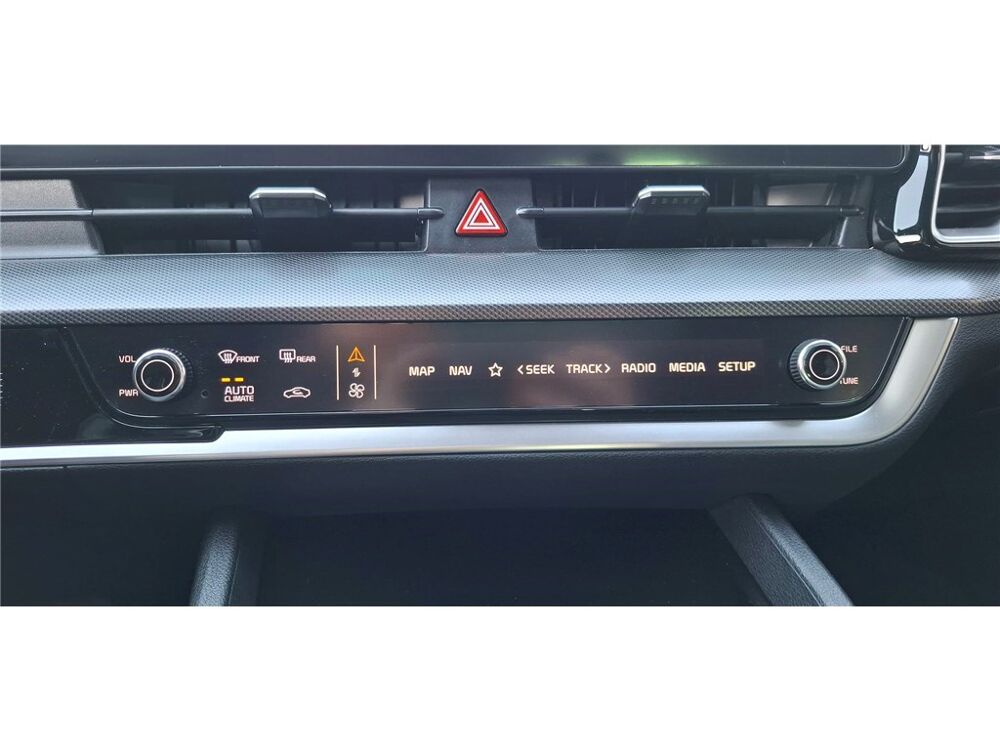 VOL
PWR
FRONT
REAR
AUTO
CLIMATE
MAP NAV <SEEK TRACK> RADIO MEDIA SETUP
FILE
TUNE